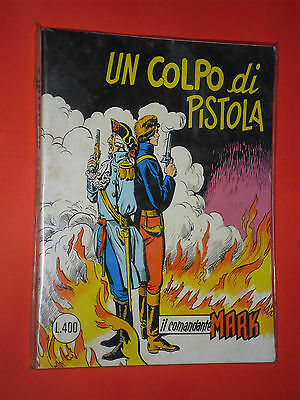 UN COLPO di
PISTOLA
il comandante MARK
L.400